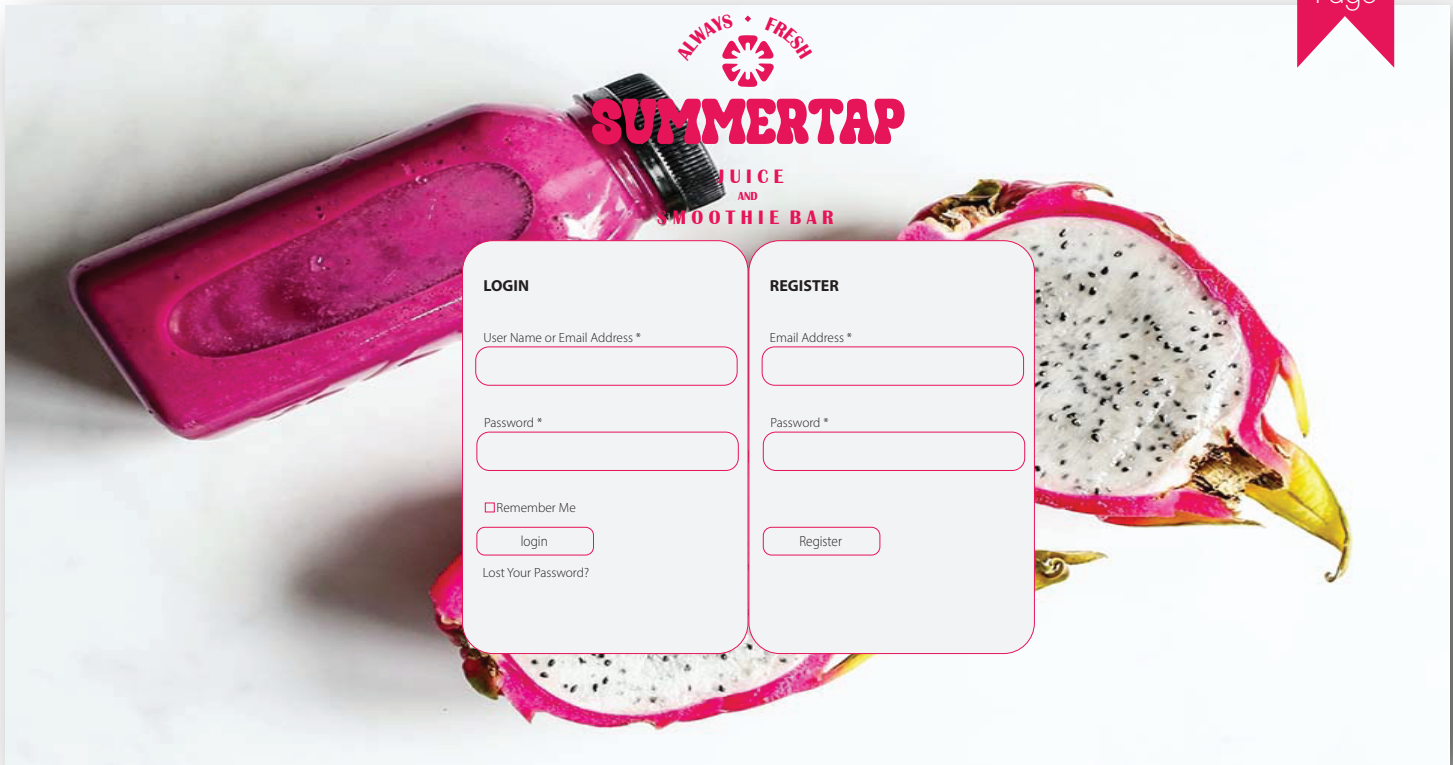 Page
ALWAYS • FRESH
SUMMERTAP
JUICE
AND
SMOOTHIE BAR
LOGIN
User Name or Email Address *
Password *
Remember Me
login
Lost Your Password?
REGISTER
Email Address *
Password *
Register